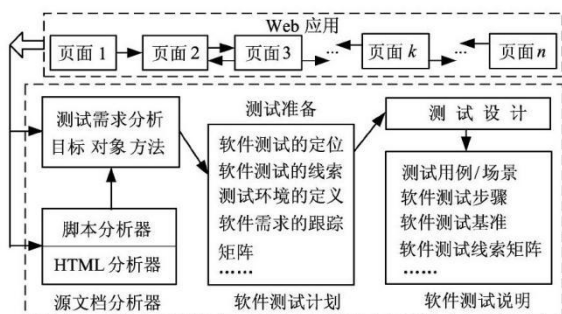 Web 应用
页面 1
页面 2
页面 3
...
页面 k
...
页面 n
测试需求分析
目标 对象 方法
脚本分析器
HTML 分析器
源文档分析器
测试准备
软件测试的定位
软件测试的线索
测试环境的定义
软件需求的跟踪
矩阵
……
软件测试计划
测 试 设 计
测试用例/场景
软件测试步骤
软件测试基准
软件测试线索矩阵
……
软件测试说明